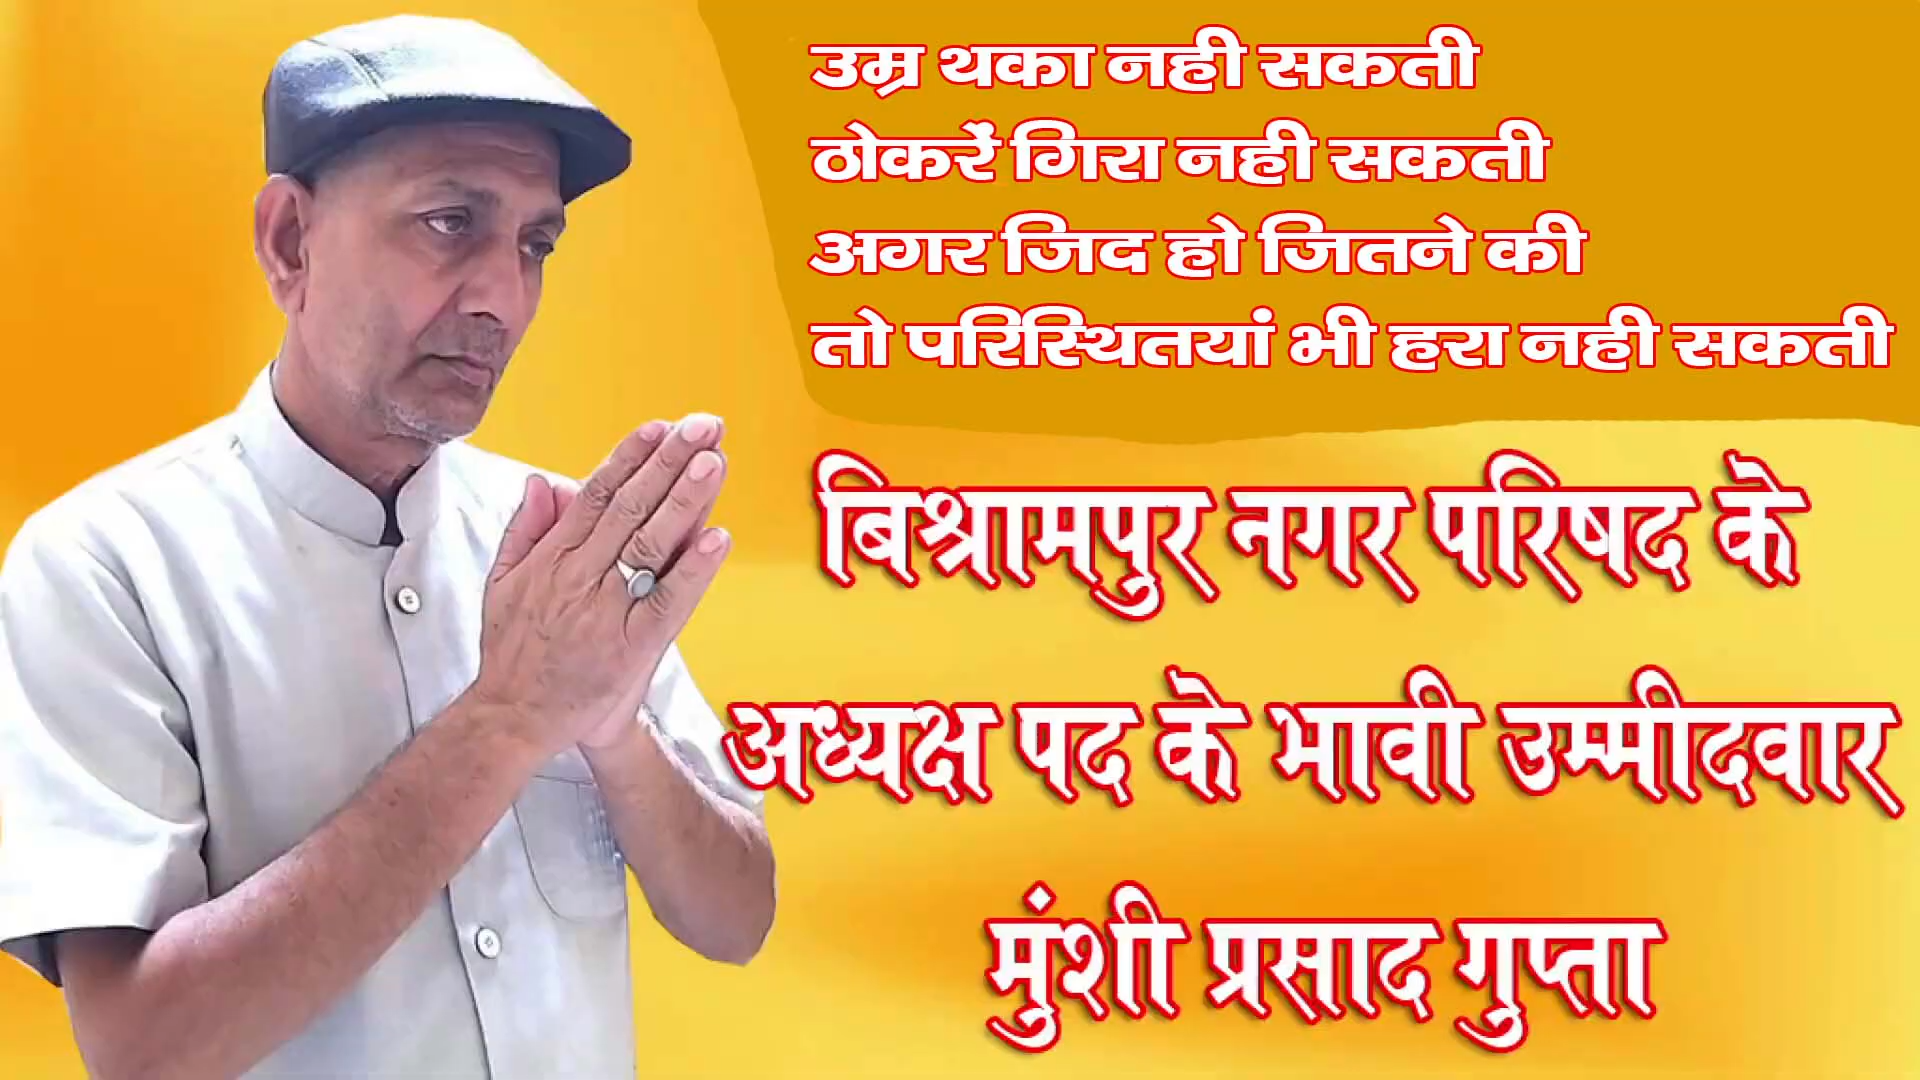 उम्र थका नही सकती
ठोकरें गिरा नही सकती
अगर जिद हो जितने की
तो परिस्थितयां भी हरा नही सकती
बिश्रामपुर नगर परिषद के
अध्यक्ष पद के भावी उम्मीदवार
मुंशी प्रसाद गुप्ता